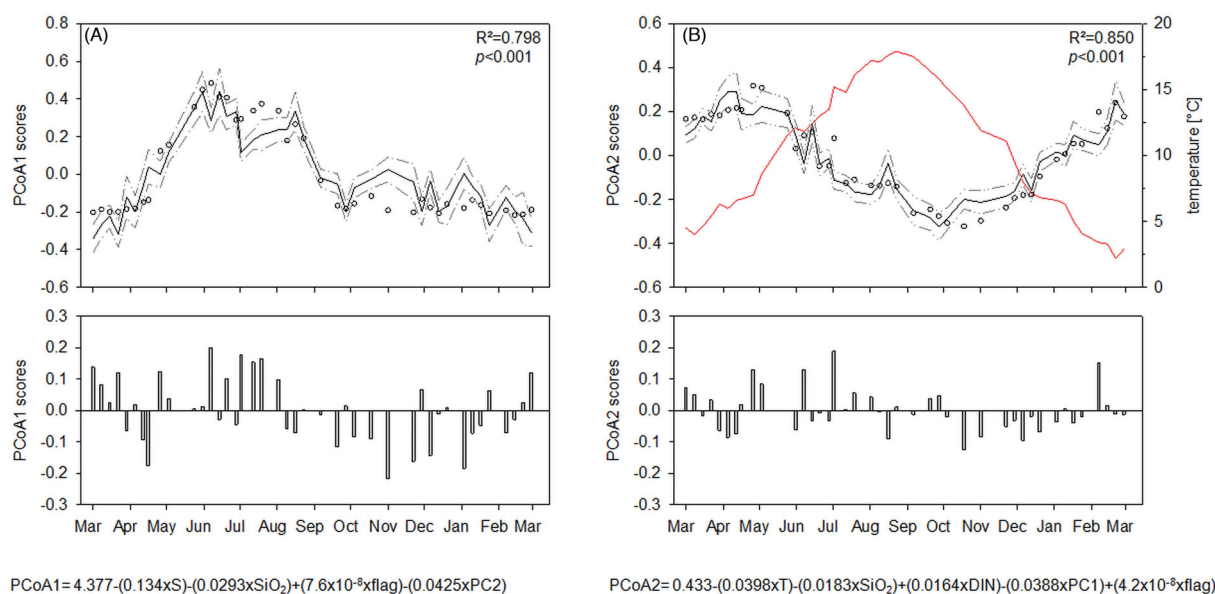 (A)
R²=0.798
p<0.001
0.8
0.6
0.4
0.2
0.0
-0.2
-0.4
-0.6
PCoA1 scores
(B)
R²=0.850
p<0.001
0.6
0.4
0.2
0.0
-0.2
-0.4
-0.6
PCoA2 scores
20
15
10
5
0
temperature [°C]
0.3
0.2
0.1
0.0
-0.1
-0.2
-0.3
PCoA1 scores
Mar Apr May Jun Jul Aug Sep Oct Nov Dec Jan Feb Mar
0.3
0.2
0.1
0.0
-0.1
-0.2
-0.3
PCoA2 scores
Mar Apr May Jun Jul Aug Sep Oct Nov Dec Jan Feb Mar
PCoA1=4.377-(0.134xS)-(0.0293xSiO₂)+(7.6x10⁻⁸xflag)-(0.0425xPC2)
PCoA2=0.433-(0.0398xT)-(0.0183xSiO₂)+(0.0164xDIN)-(0.0388xPC1)+(4.2x10⁻⁸xflag)